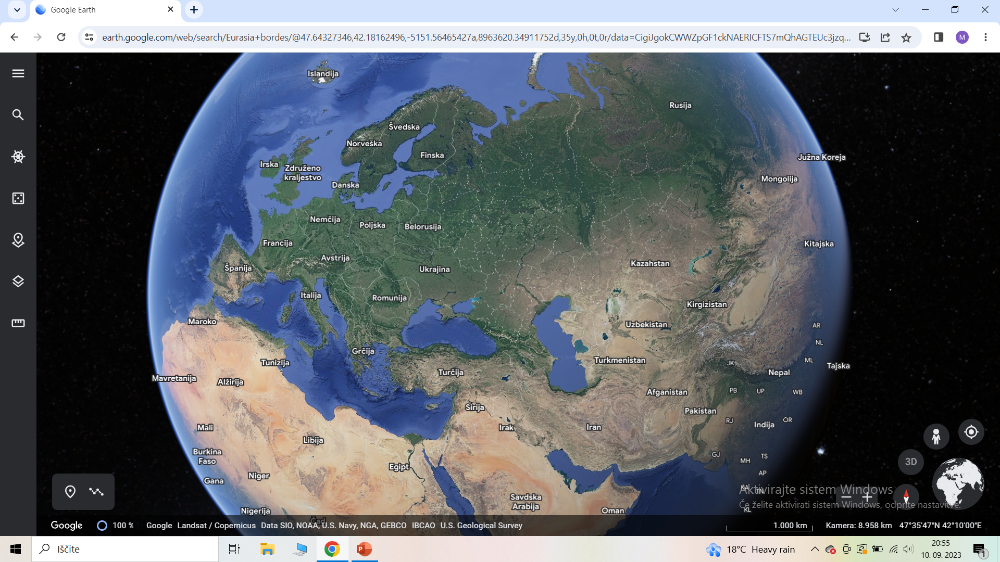 Google Earth
earth.google.com/web/search/Eurasia+bordes/@47.64327346,42.18162496,-5151.56465427a,8963620.34911752d,35y,0h,0t,0r/data=CigiJgokCWWZpGF1ckNAERlCFTS7mQhAGTEUc3jzq...
M
Islandija
Rusija
Švedska
Norveška
Finska
Južna Koreja
Irska
Združeno
kraljestvo
Mongolija
Danska
Nemčija
Poljska
Belorusija
Francija
Kitajska
Avstrija
Kazahstan
Španija
Ukrajina
Italija
Romunija
Kirgizistan
Maroko
Uzbekistan
AR
NL
Grčija
Turkmenistan
ML
JK
Tunizija
Tajska
Turčija
Nepal
Mavretanija
Alžirija
Afganistan
PB
UP
WB
Sirija
Pakistan
RJ
OR
Indija
Mali
Irak
Iran
Libija
Burkina
Faso
GJ
MH
TS
Egipt
AP
Niger
Gana
KA
Savdska
Arabija
Oman
KL
Nigerija
Čad
3D
Aktivirajte sistem Windows
Če želite aktivirati sistem Windows, odprite nastavitve.
Google
100 %
Google Landsat / Copernicus Data SIO, NOAA, U.S. Navy, NGA, GEBCO IBCAO U.S. Geological Survey
1.000 km
Kamera: 8.958 km
47°35'47"N 42°10'00"E
Iščite
P
18°C Heavy rain
20:55
10. 09. 2023
1